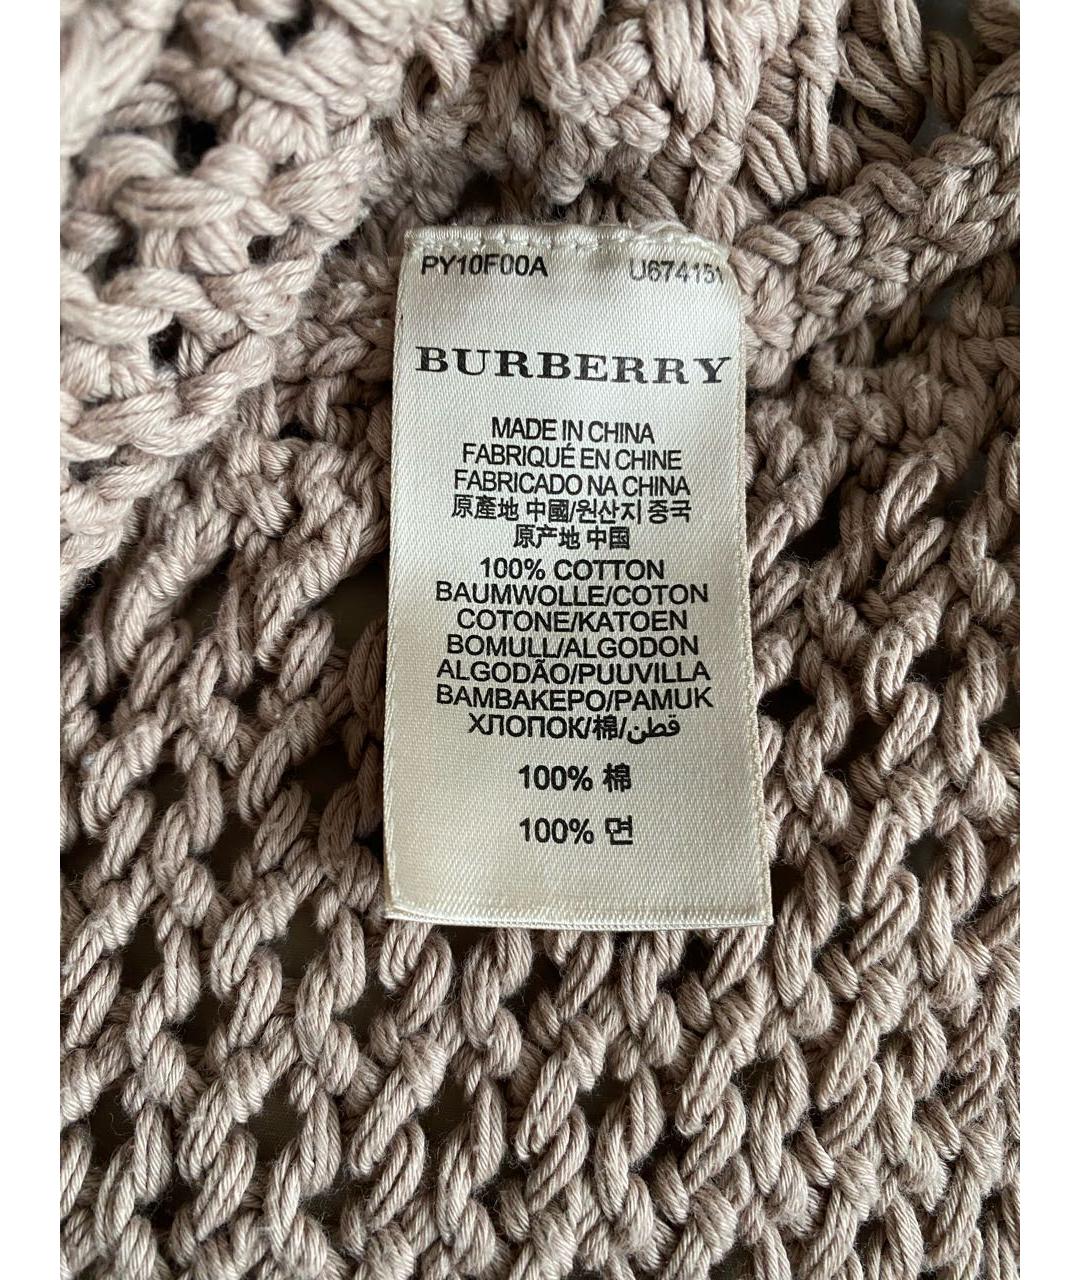 PY10F00A U674151
BURBERRY
MADE IN CHINA
FABRIQUÉ EN CHINE
FABRICADO NA CHINA
原產地 中國/원산지 중국
原产地 中国
100% COTTON
BAUMWOLLE/COTON
COTONE/KATOEN
BOMULL/ALGODON
ALGODÃO/PUUVILLA
ΒΑΜΒΑΚΕΡΟ/PAMUK
ХЛОПОК/棉/قطن
100% 棉
100% 면